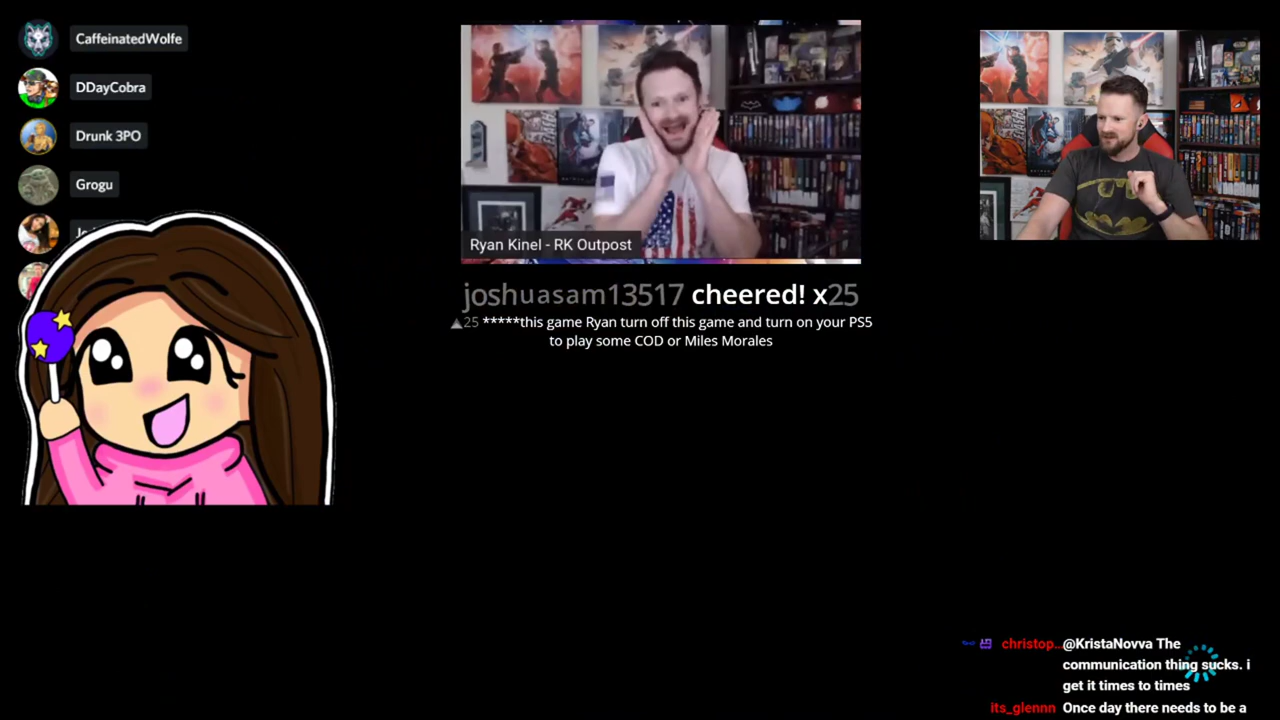 CaffeinatedWolfe
DDayCobra
Drunk 3PO
Grogu
Ryan Kinel - RK Outpost
joshuasam13517 cheered! x25
25 *****this game Ryan turn off this game and turn on your PS5
to play some COD or Miles Morales
christop... @KristaNovva The
communication thing sucks. i
get it times to times
its_glennn Once day there needs to be a